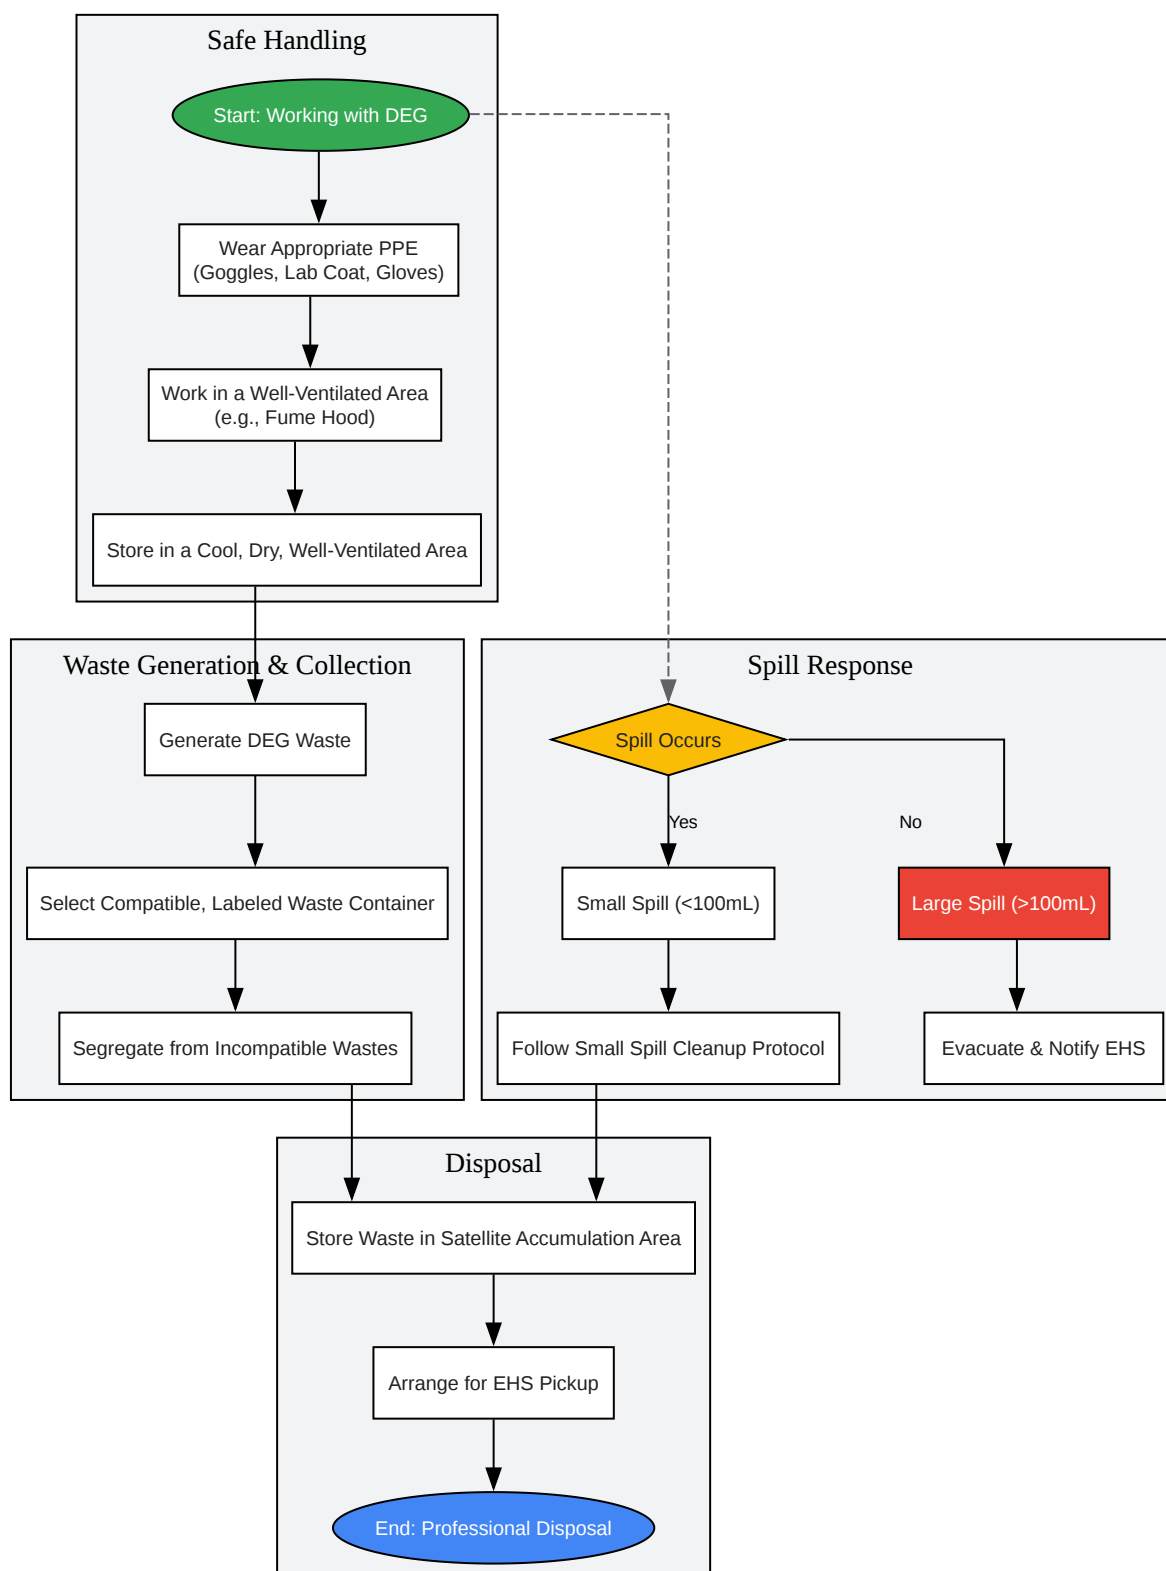 Safe Handling
Start: Working with DEG
Wear Appropriate PPE
(Goggles, Lab Coat, Gloves)
Work in a Well-Ventilated Area
(e.g., Fume Hood)
Store in a Cool, Dry, Well-Ventilated Area
Waste Generation & Collection
Generate DEG Waste
Select Compatible, Labeled Waste Container
Segregate from Incompatible Wastes
Spill Response
Spill Occurs
Yes
No
Small Spill (<100mL)
Large Spill (>100mL)
Follow Small Spill Cleanup Protocol
Evacuate & Notify EHS
Disposal
Store Waste in Satellite Accumulation Area
Arrange for EHS Pickup
End: Professional Disposal